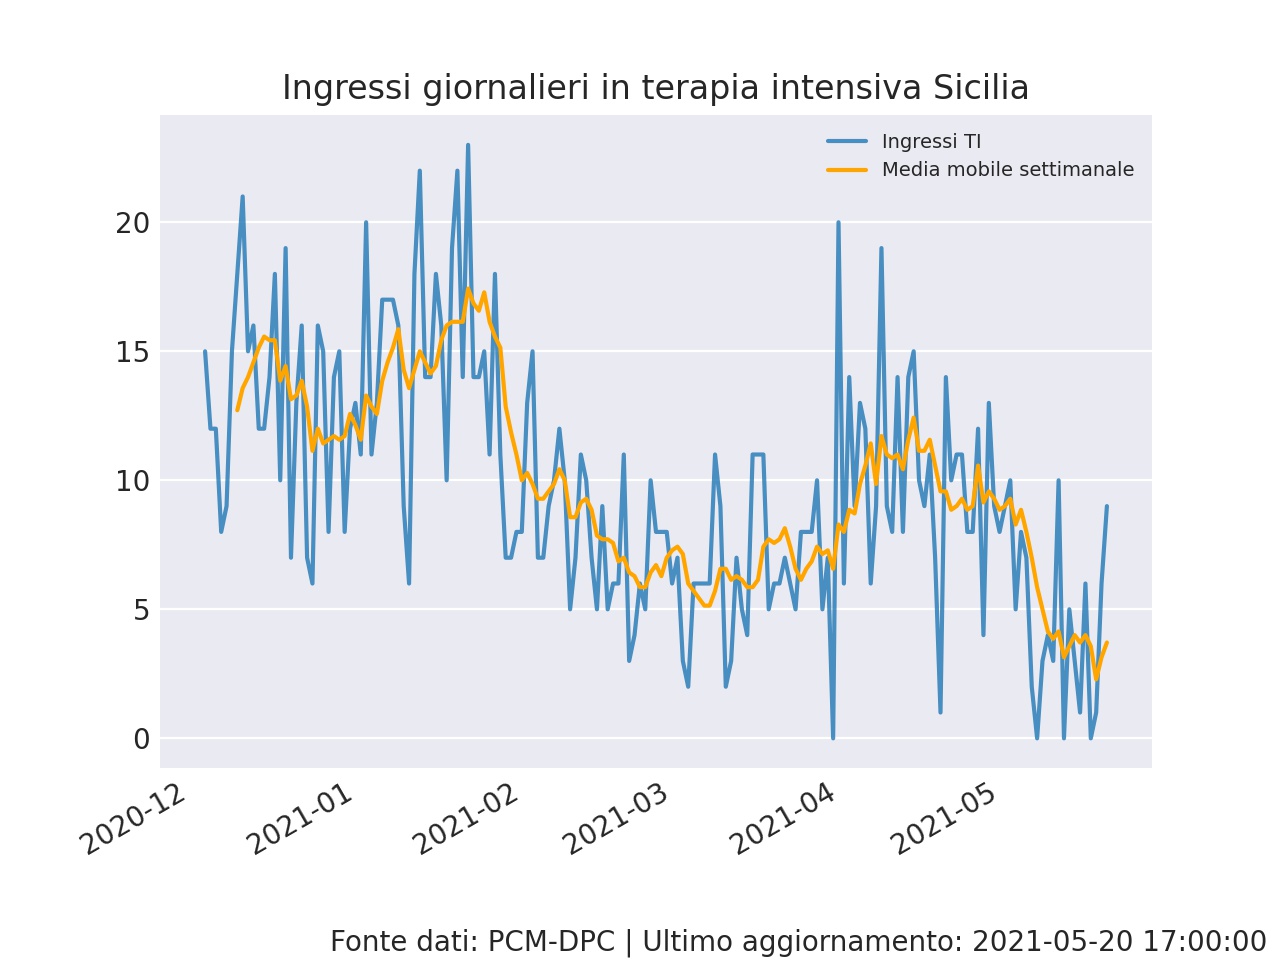 Ingressi giornalieri in terapia intensiva Sicilia
Ingressi TI
Media mobile settimanale
20
15
10
5
0
2020-12
2021-01
2021-02
2021-03
2021-04
2021-05
Fonte dati: PCM-DPC | Ultimo aggiornamento: 2021-05-20 17:00:00